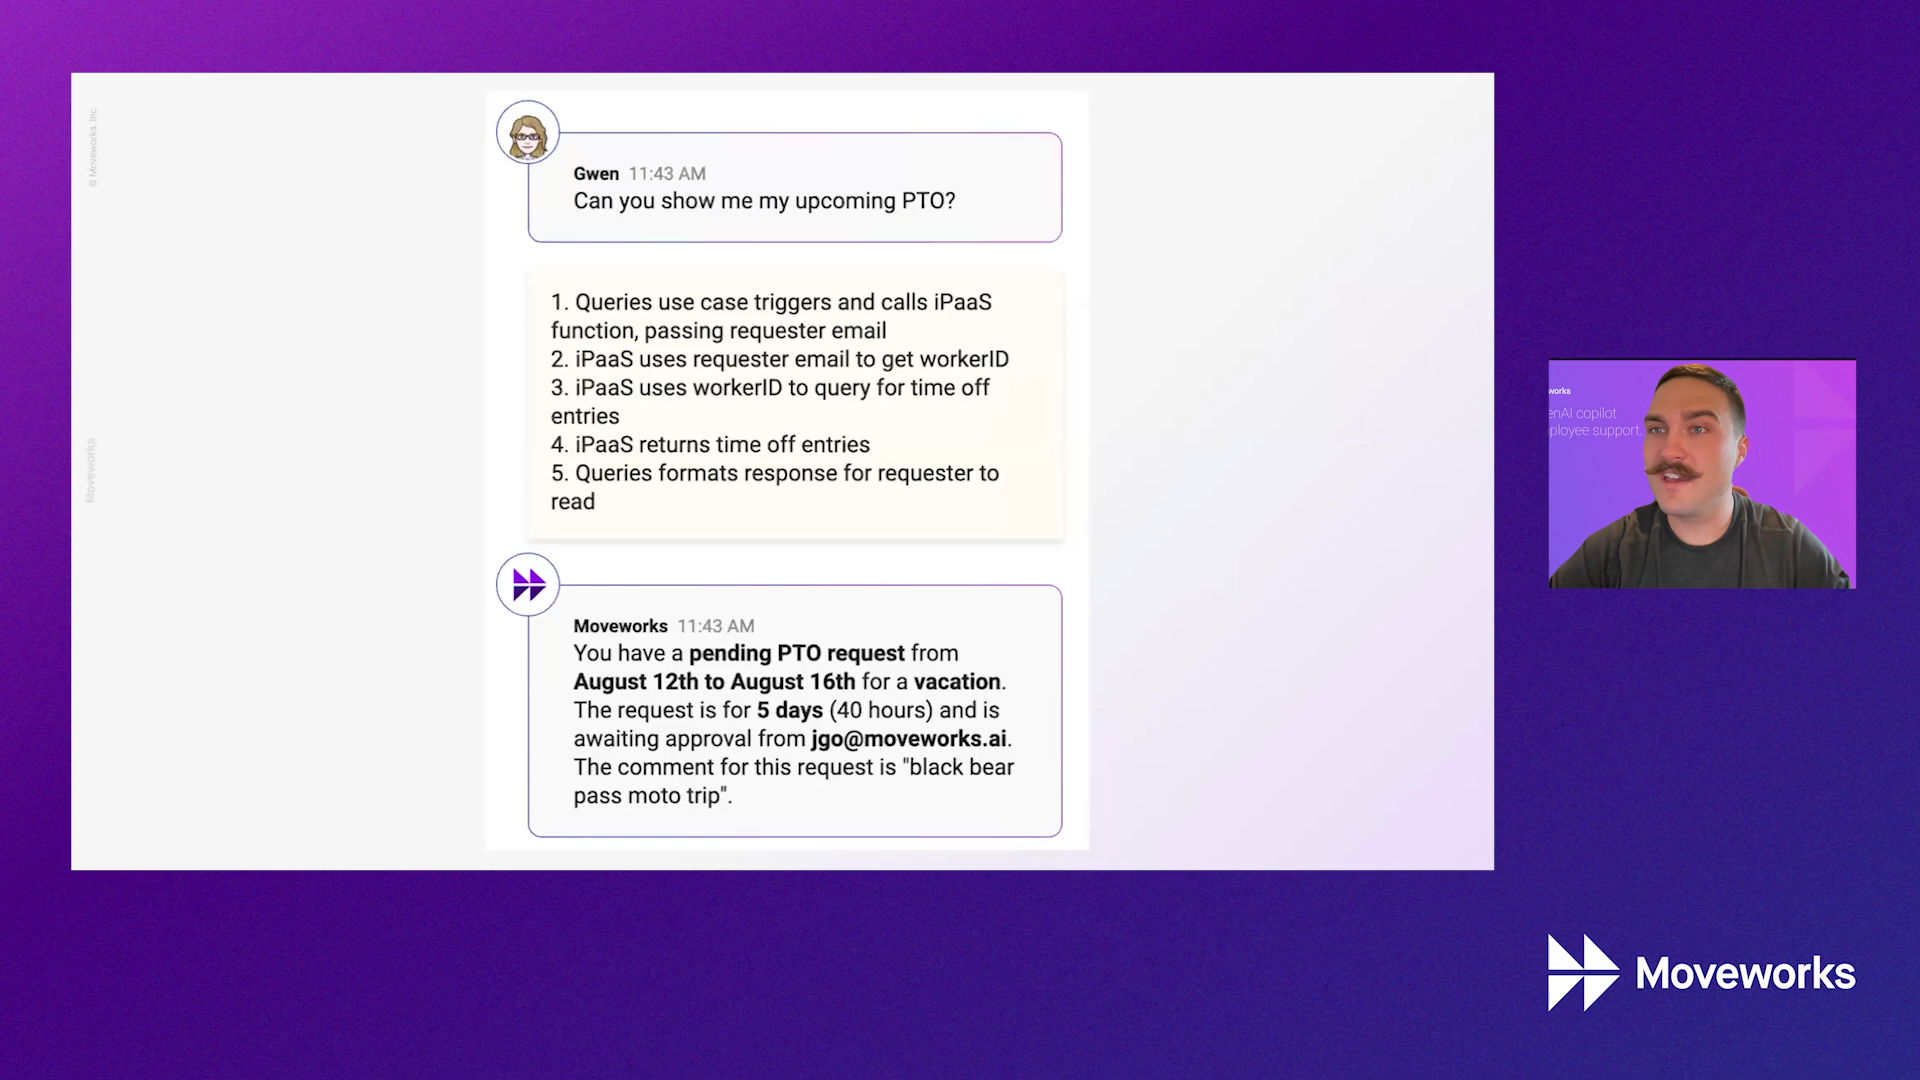 © Moveworks, Inc.
Moveworks
Gwen 11:43 AM
Can you show me my upcoming PTO?
1. Queries use case triggers and calls iPaaS
function, passing requester email
2. iPaaS uses requester email to get workerID
3. iPaaS uses workerID to query for time off
entries
4. iPaaS returns time off entries
5. Queries formats response for requester to
read
Moveworks 11:43 AM
You have a pending PTO request from
August 12th to August 16th for a vacation.
The request is for 5 days (40 hours) and is
awaiting approval from jgo@moveworks.ai.
The comment for this request is "black bear
pass moto trip".
works
enAI copilot
ployee support.
Moveworks